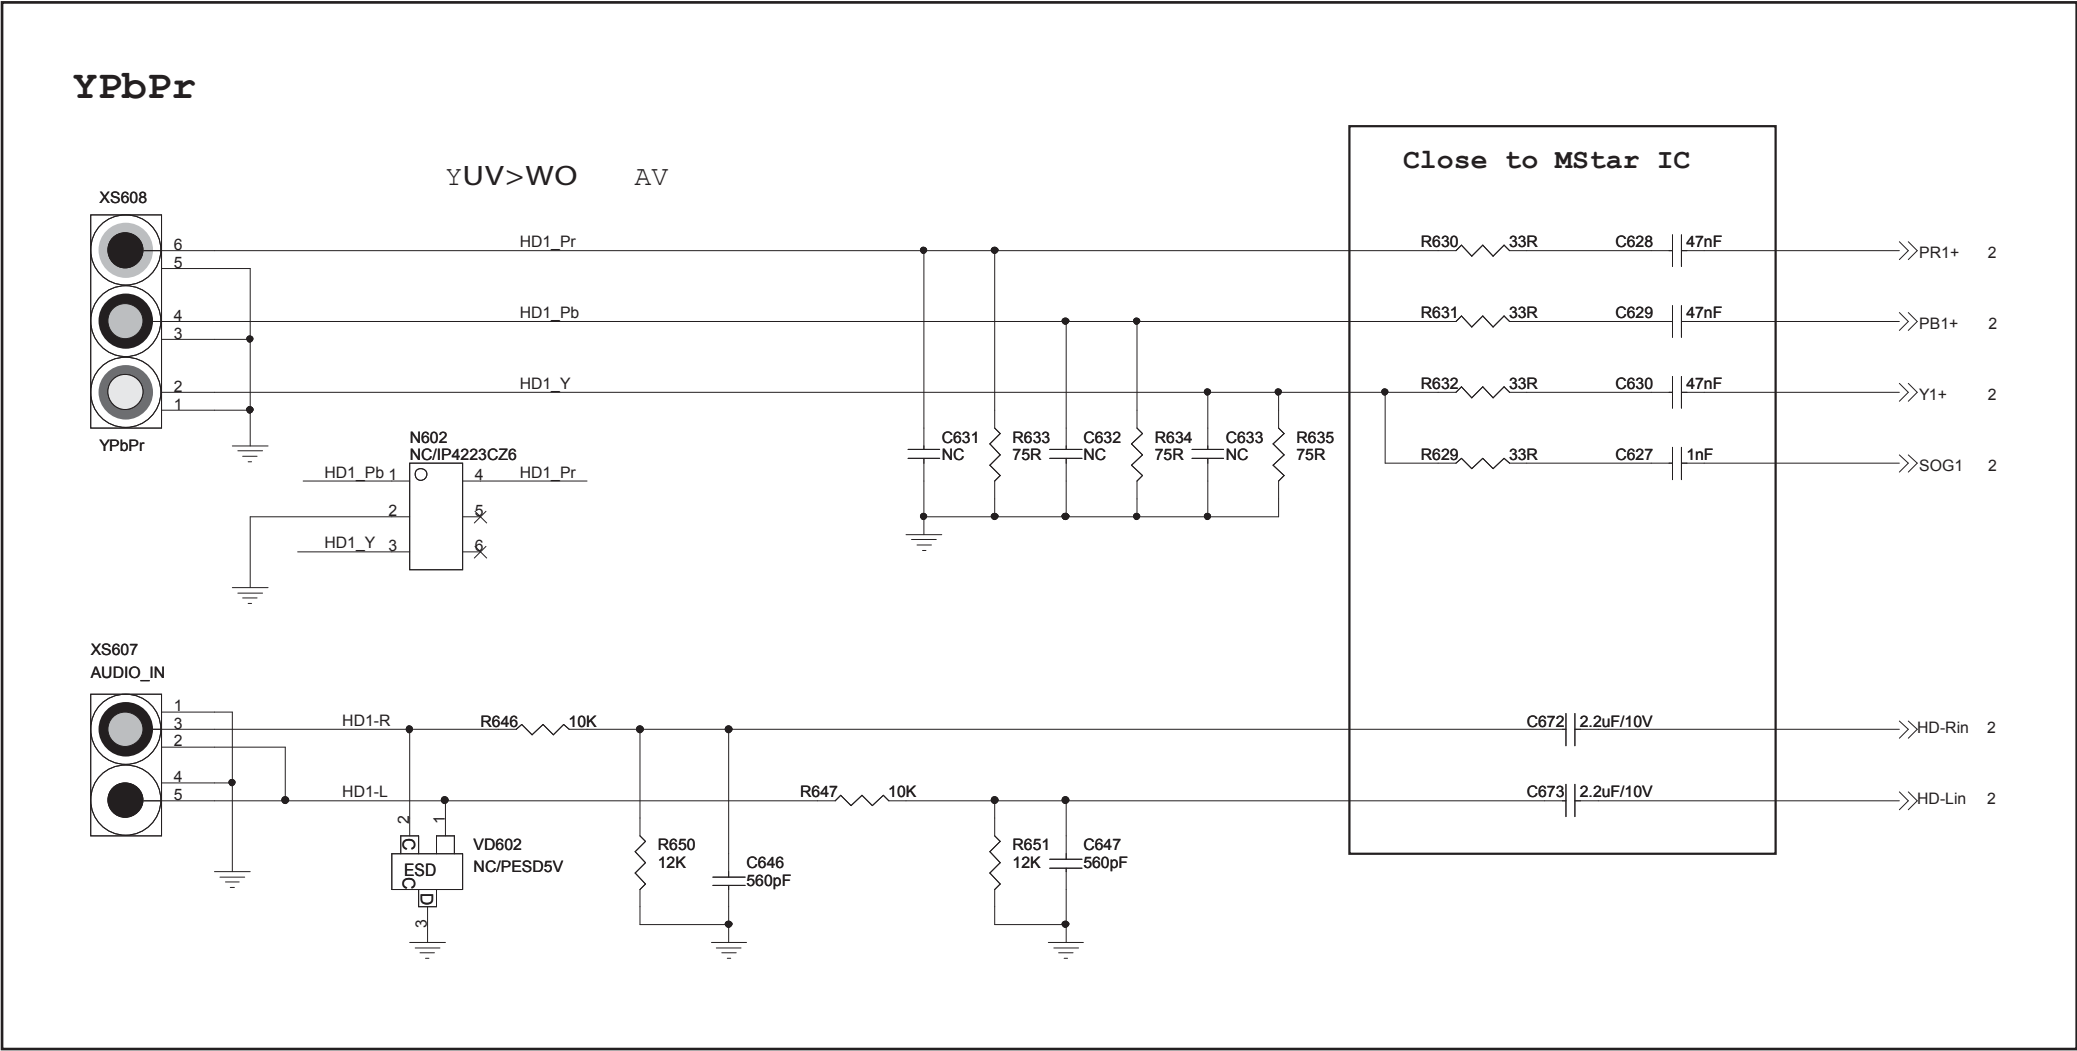 YPbPr
YUV>WO AV
Close to MStar IC
XS608
6 HD1_Pr R630 33R C628 47nF PR1+ 2
5
4 HD1_Pb R631 33R C629 47nF PB1+ 2
3
2 HD1_Y R632 33R C630 47nF Y1+ 2
1
YPbPr
N602
NC/IP4223CZ6
C631 R633 C632 R634 C633 R635
NC 75R NC 75R NC 75R
R629 33R C627 1nF SOG1 2
HD1_Pb 1 4 HD1_Pr
2 5
HD1_Y 3 6
XS607
AUDIO_IN
1
3 HD1-R R646 10K C672 2.2uF/10V HD-Rin 2
2
4
5 HD1-L R647 10K C673 2.2uF/10V HD-Lin 2
2 1
C
VD602
NC/PESD5V
ESD
C
D
3
R650
12K
C646
560pF
R651
12K
C647
560pF